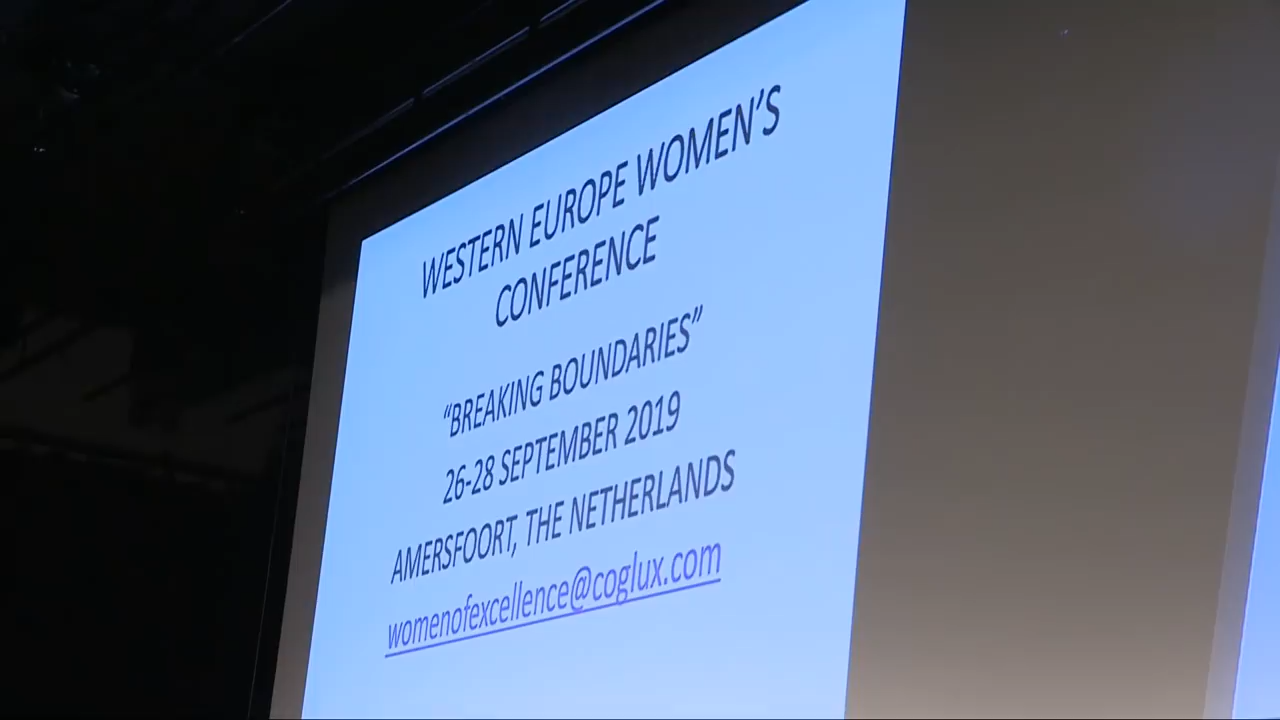 WESTERN EUROPE WOMEN'S
CONFERENCE
“BREAKING BOUNDARIES”
26-28 SEPTEMBER 2019
AMERSFOORT, THE NETHERLANDS
womenofexcellence@coglux.com